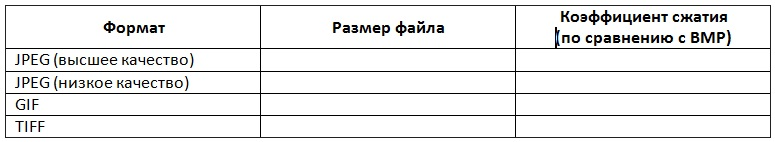 Формат Размер файла Коэффициент сжатия
(по сравнению с BMP)
JPEG (высшее качество)
JPEG (низкое качество)
GIF
TIFF